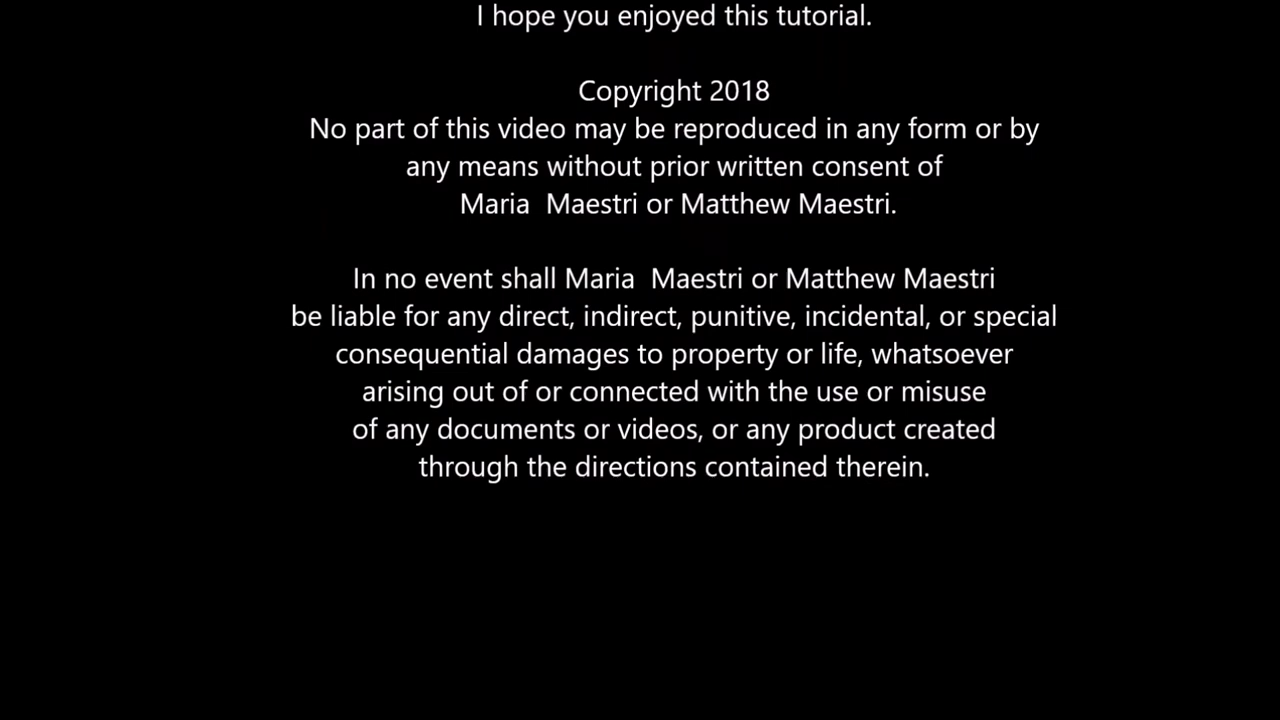 I hope you enjoyed this tutorial.
Copyright 2018
No part of this video may be reproduced in any form or by
any means without prior written consent of
Maria  Maestri or Matthew Maestri.
In no event shall Maria  Maestri or Matthew Maestri
be liable for any direct, indirect, punitive, incidental, or special
consequential damages to property or life, whatsoever
arising out of or connected with the use or misuse
of any documents or videos, or any product created
through the directions contained therein.